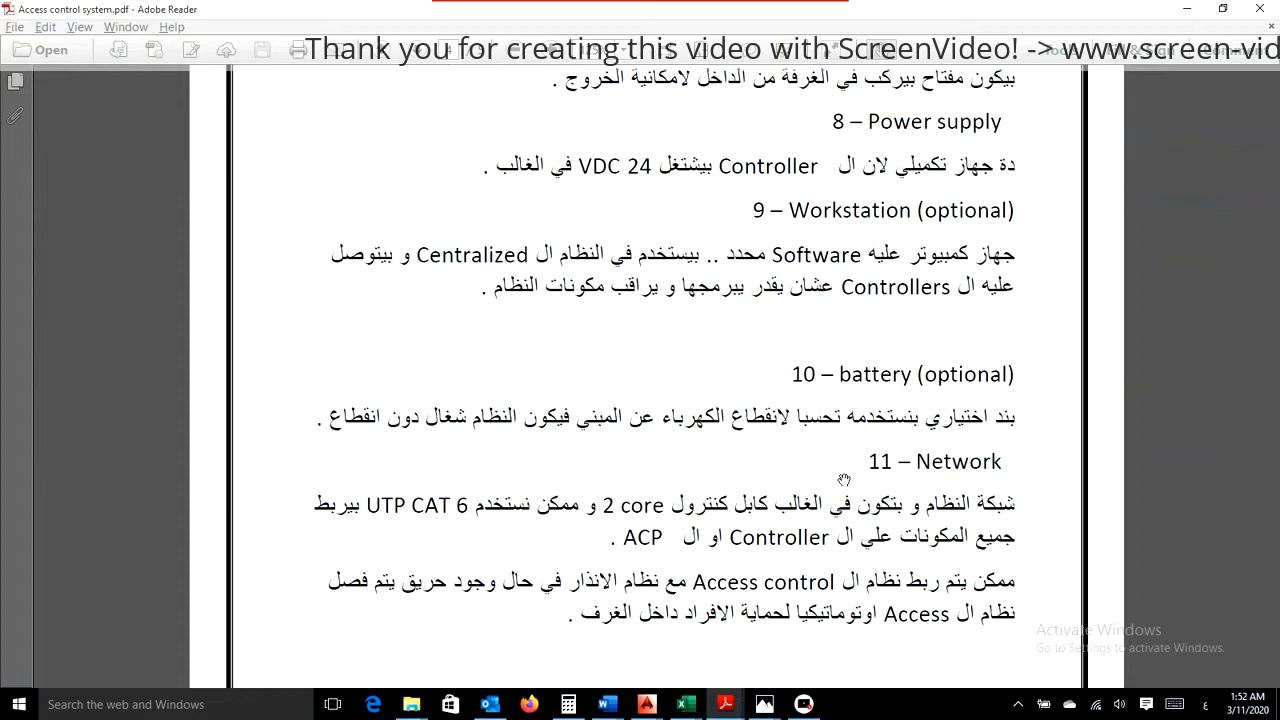 Access control system.pdf - Adobe Reader
File Edit View Window Help
Open
Thank you for creating this video with ScreenVideo! -> www.screen-vid
بيكون مفتاح بيركب في الغرفة من الداخل لامكانية الخروج .
8 – Power supply
دة جهاز تكميلي لان ال Controller بيشتغل 24 VDC في الغالب .
9 – Workstation (optional)
جهاز كمبيوتر عليه Software محدد .. بيستخدم في النظام ال Centralized و بيتوصل
عليه ال Controllers عشان يقدر يبرمجها و يراقب مكونات النظام .
10 – battery (optional)
بند اختياري بنستخدمه تحسبا لانقطاع الكهرباء عن المبني فيكون النظام شغال دون انقطاع .
11 – Network
شبكة النظام و بتكون في الغالب كابل كنترول 2 core و ممكن نستخدم UTP CAT 6 بيربط
جميع المكونات علي ال Controller او ال ACP .
ممكن يتم ربط نظام ال Access control مع نظام الانذار في حال وجود حريق يتم فصل
نظام ال Access اوتوماتيكيا لحماية الافراد داخل الغرف .
Activate Windows
Go to Settings to activate Windows.
Search the web and Windows
ع
1:52 AM
3/11/2020